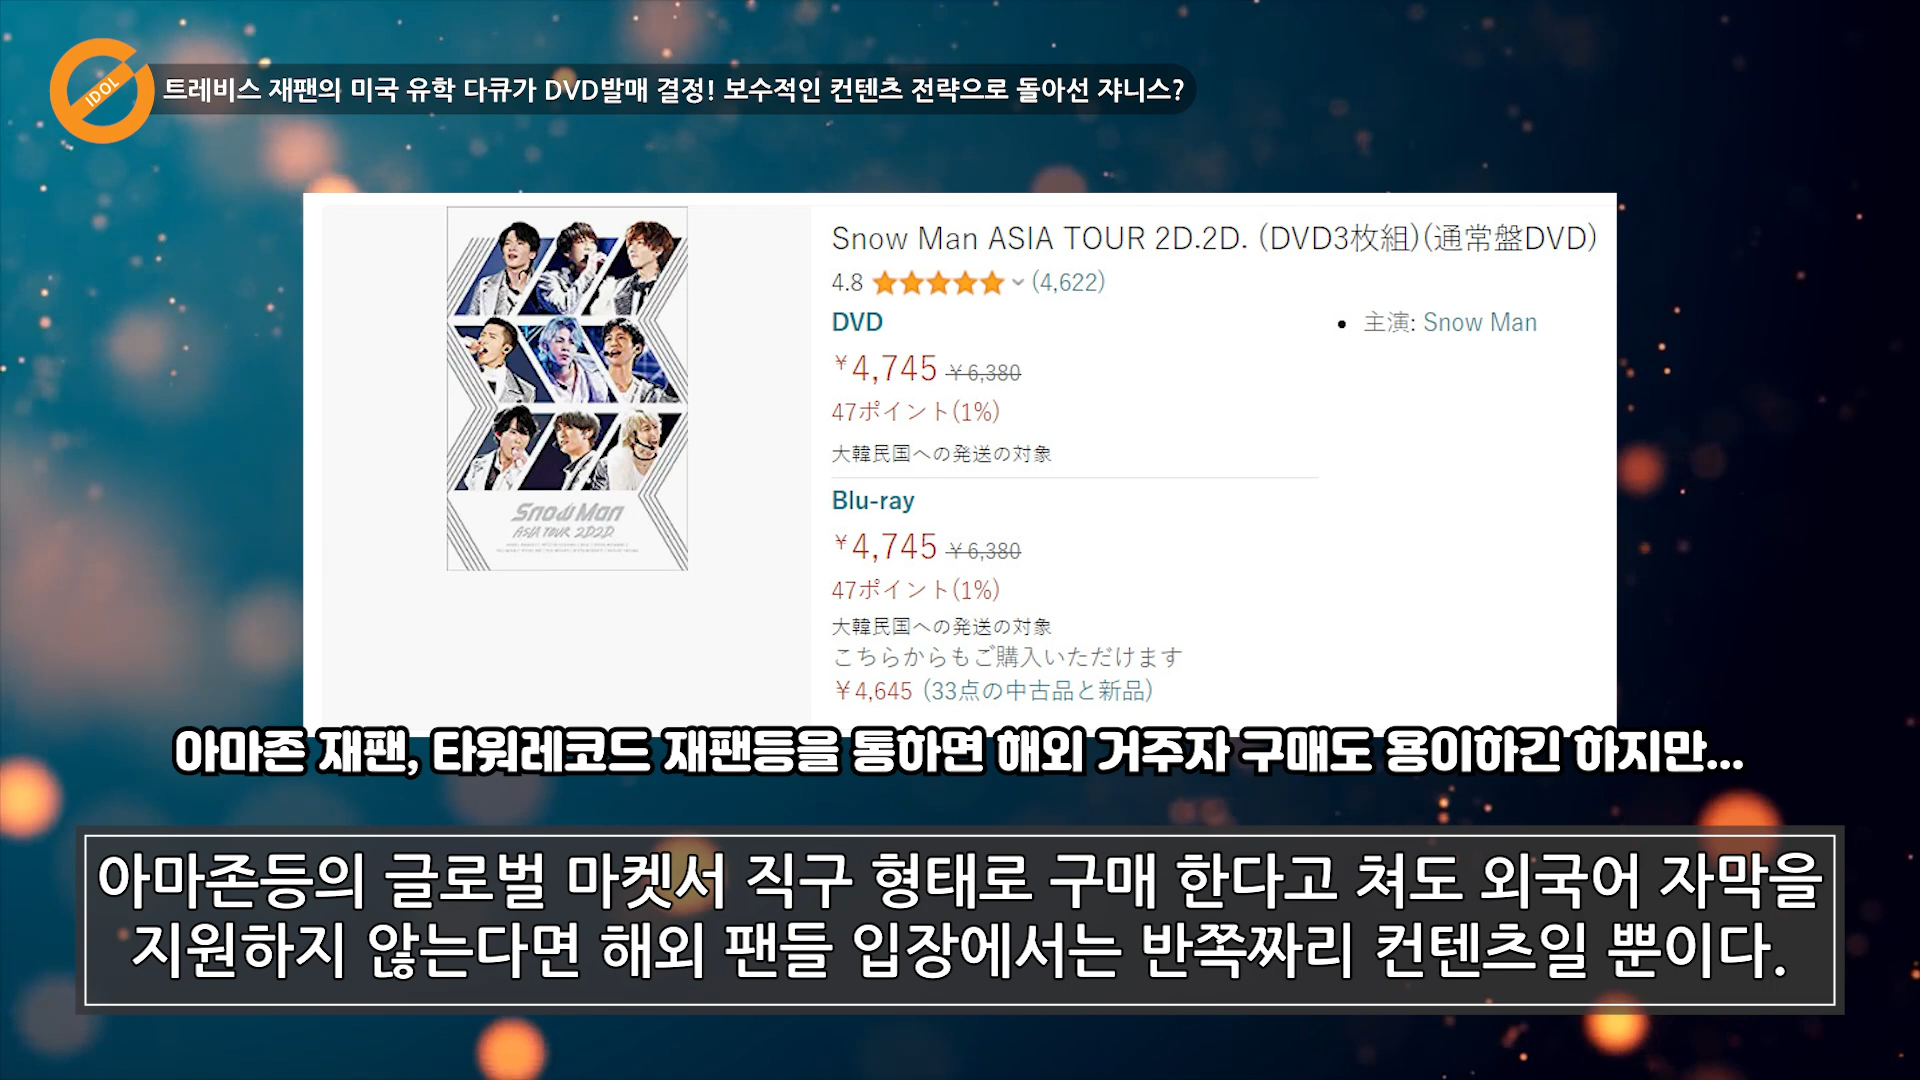 IDOL
트레비스 재팬의 미국 유학 다큐가 DVD발매 결정! 보수적인 컨텐츠 전략으로 돌아선 쟈니스?
Snow Man ASIA TOUR 2D.2D. (DVD3枚組)(通常盤DVD)
4.8 (4,622)
DVD
• 主演: Snow Man
¥4,745 ¥6,380
47ポイント(1%)
大韓民国への発送の対象
Blu-ray
¥4,745 ¥6,380
47ポイント(1%)
大韓民国への発送の対象
こちらからもご購入いただけます
¥4,645 (33点の中古品と新品)
Snow Man
ASIA TOUR 2D.2D.
아마존 재팬, 타워레코드 재팬등을 통하면 해외 거주자 구매도 용이하긴 하지만...
아마존등의 글로벌 마켓서 직구 형태로 구매 한다고 쳐도 외국어 자막을
지원하지 않는다면 해외 팬들 입장에서는 반쪽짜리 컨텐츠일 뿐이다.